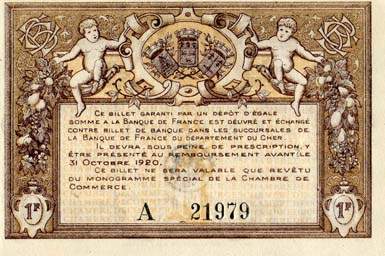 CE BILLET GARANTI PAR UN DÉPÔT D'ÉGALE
SOMME A LA BANQUE DE FRANCE EST DÉLIVRÉ ET ÉCHANGÉ
CONTRE BILLET DE BANQUE DANS LES SUCCURSALES DE
LA BANQUE DE FRANCE DU DÉPARTEMENT DU CHER.
IL DEVRA, SOUS PEINE DE PRESCRIPTION, Y
ÊTRE PRÉSENTÉ AU REMBOURSEMENT AVANT LE
31 OCTOBRE 1920.
CE BILLET NE SERA VALABLE QUE REVÊTU
DU MONOGRAMME SPÉCIAL DE LA CHAMBRE DE
COMMERCE
1F A 21979 1F